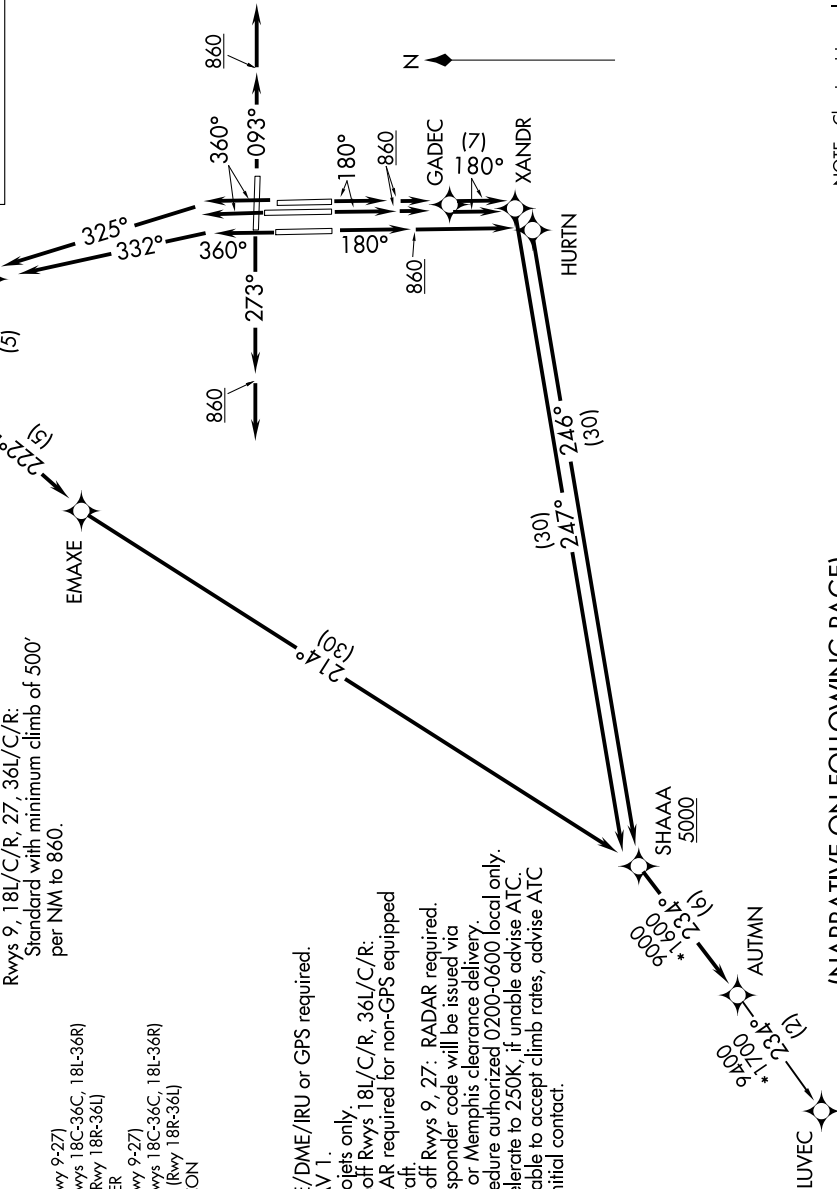 860
093°
360°
180°
860
GADEC
(7)
180°
XANDR
N
325°
332°
360°
180°
860
HURTN
273°
860
(5)
222°
(5)
EMAXE
214°
(30)
246°
(30)
(30)
247°
SHAAA
5000
9000
*1600
234°
(6)
AUTMN
9400
*1700
234°
(2)
LUVEC
Rwys 9, 18L/C/R, 27, 36L/C/R:
Standard with minimum climb of 500'
per NM to 860.
wy 9-27)
wys 18C-36C, 18L-36R)
Rwy 18R-36L)
ER
wy 9-27)
wys 18C-36C, 18L-36R)
(Rwy 18R-36L)
ON
E/DME/IRU or GPS required.
V 1.
ojets only.
off Rwys 18L/C/R, 36L/C/R:
AR required for non-GPS equipped
aft.
off Rwys 9, 27: RADAR required.
sponder code will be issued via
or Memphis clearance delivery.
edure authorized 0200-0600 local only.
elerate to 250K, if unable advise ATC.
able to accept climb rates, advise ATC
nitial contact.
(NARRATIVE ON FOLLOWING PAGE)
NOTE